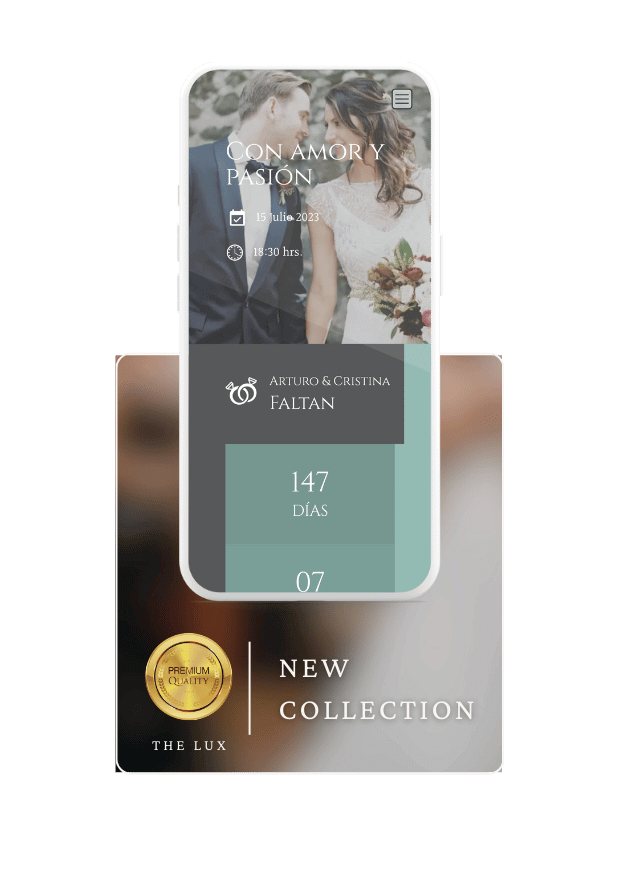 Con amor y
pasión
15 Julio 2023
18:30 hrs.
Arturo & Cristina
Faltan
147
DÍAS
07
PREMIUM
QUALITY
THE LUX
NEW
COLLECTION